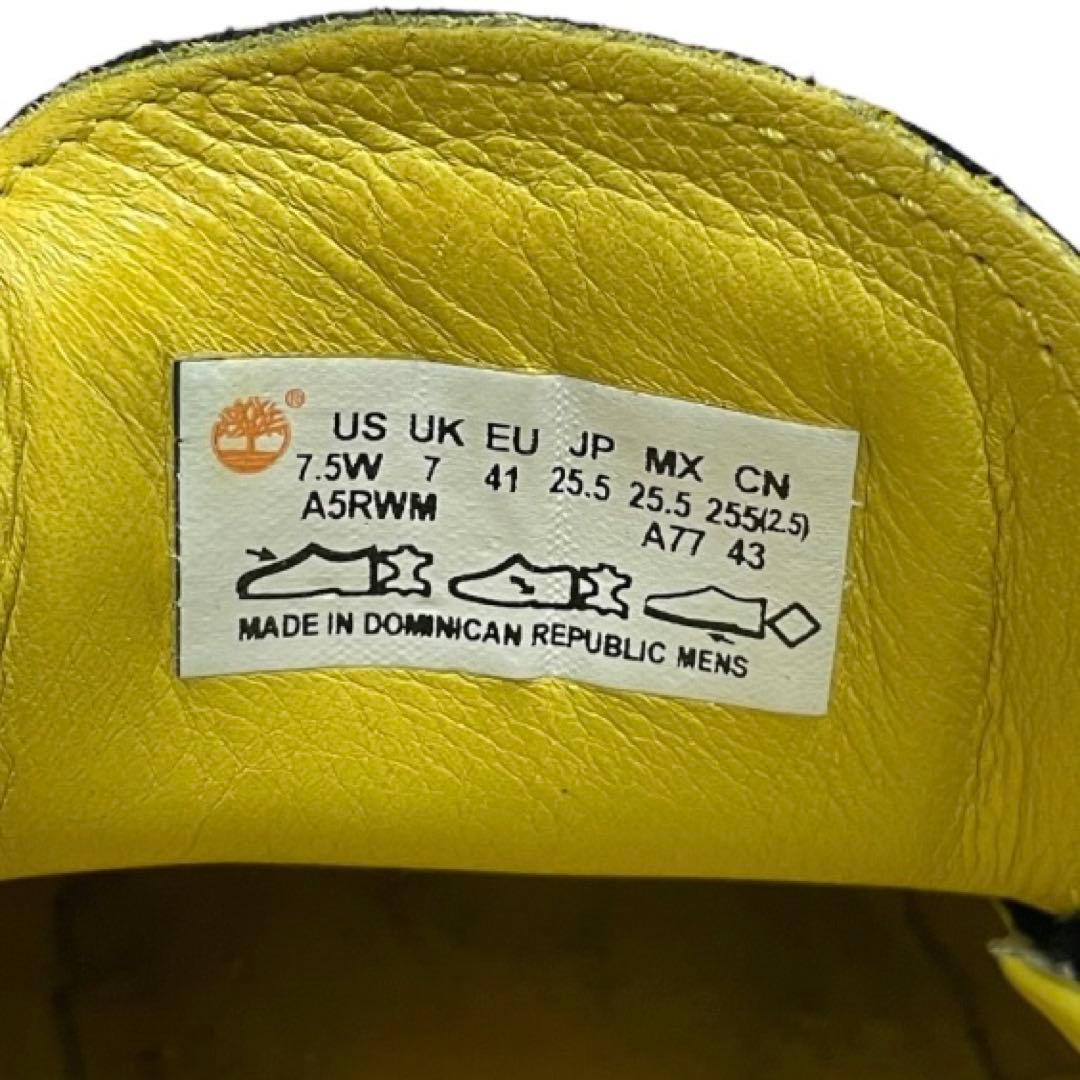 ®
US UK EU JP MX CN
7.5W 7 41 25.5 25.5 255(2.5)
A5RWM A77 43
MADE IN DOMINICAN REPUBLIC MENS